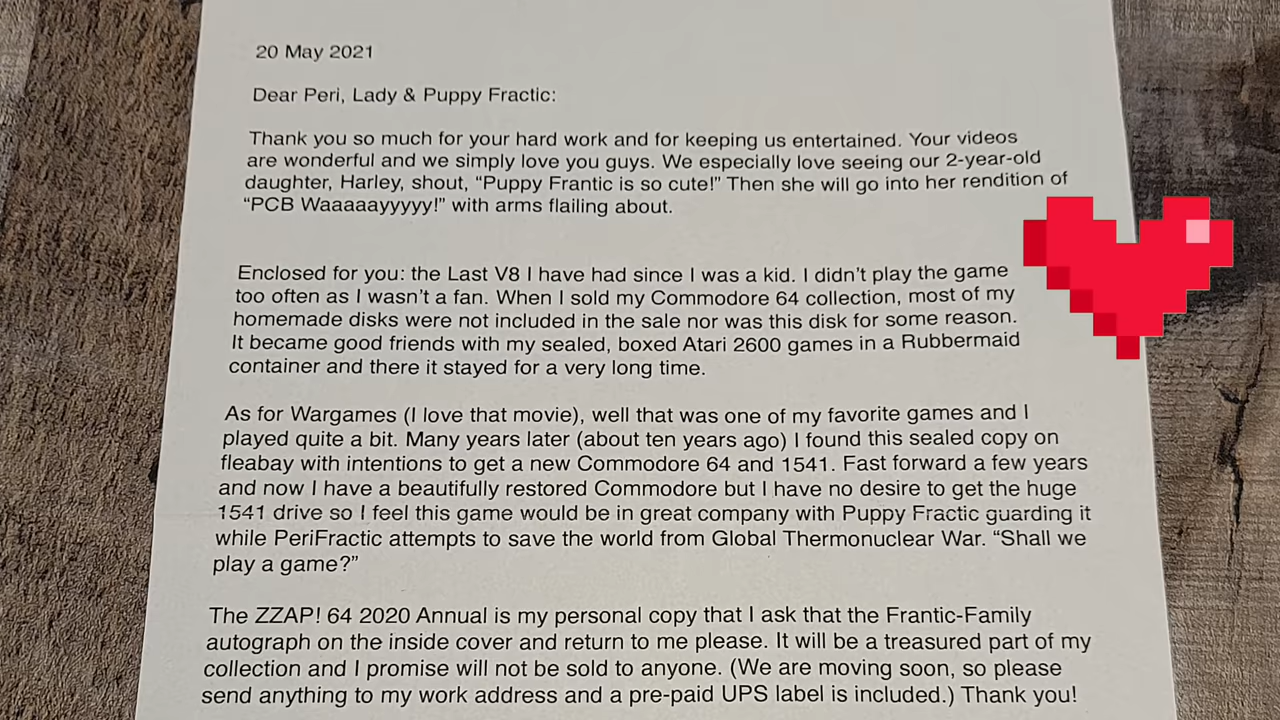 20 May 2021
Dear Peri, Lady & Puppy Fractic:
Thank you so much for your hard work and for keeping us entertained. Your videos
are wonderful and we simply love you guys. We especially love seeing our 2-year-old
daughter, Harley, shout, “Puppy Frantic is so cute!” Then she will go into her rendition of
“PCB Waaaaayyyyy!” with arms flailing about.
Enclosed for you: the Last V8 I have had since I was a kid. I didn’t play the game
too often as I wasn’t a fan. When I sold my Commodore 64 collection, most of my
homemade disks were not included in the sale nor was this disk for some reason.
It became good friends with my sealed, boxed Atari 2600 games in a Rubbermaid
container and there it stayed for a very long time.
As for Wargames (I love that movie), well that was one of my favorite games and I
played quite a bit. Many years later (about ten years ago) I found this sealed copy on
fleabay with intentions to get a new Commodore 64 and 1541. Fast forward a few years
and now I have a beautifully restored Commodore but I have no desire to get the huge
1541 drive so I feel this game would be in great company with Puppy Fractic guarding it
while PeriFractic attempts to save the world from Global Thermonuclear War. “Shall we
play a game?”
The ZZAP! 64 2020 Annual is my personal copy that I ask that the Frantic-Family
autograph on the inside cover and return to me please. It will be a treasured part of my
collection and I promise will not be sold to anyone. (We are moving soon, so please
send anything to my work address and a pre-paid UPS label is included.) Thank you!